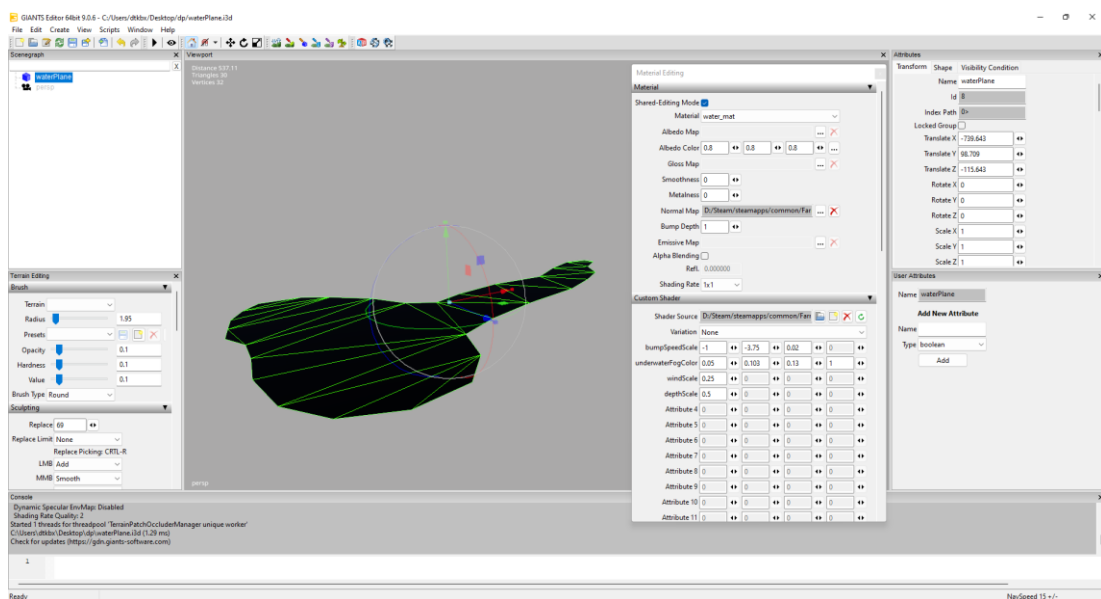 GIANTS Editor 64bit 9.0.6 - C:/Users/dtkbx/Desktop/dp/waterPlane.i3d
File Edit Create View Scripts Window Help
Scenegraph
waterPlane
persp
Viewport
Distance 537.11
Triangles 30
Vertices 32
persp
Material Editing
Material
Shared-Editing Mode
Material water_mat
Albedo Map ...
Albedo Color 0.8 0.8 0.8 ...
Gloss Map ...
Smoothness 0
Metalness 0
Normal Map D:/Steam/steamapps/common/Far ...
Bump Depth 1
Emissive Map ...
Alpha Blending
Refl. 0.000000
Shading Rate 1x1
Custom Shader
Shader Source D:/Steam/steamapps/common/Farr
Variation None
bumpSpeedScale -1 -3.75 0.02 0
underwaterFogColor 0.05 0.103 0.13 1
windScale 0.25 0 0 0
depthScale 0.5 0 0 0
Attribute 4 0 0 0 0
Attribute 5 0 0 0 0
Attribute 6 0 0 0 0
Attribute 7 0 0 0 0
Attribute 8 0 0 0 0
Attribute 9 0 0 0 0
Attribute 10 0 0 0 0
Attribute 11 0 0 0 0
Attributes
Transform Shape Visibility Condition
Name waterPlane
Id 8
Index Path 0>
Locked Group
Translate X -739.643
Translate Y 98.709
Translate Z -115.643
Rotate X 0
Rotate Y 0
Rotate Z 0
Scale X 1
Scale Y 1
Scale Z 1
User Attributes
Name waterPlane
Add New Attribute
Name
Type boolean
Add
Terrain Editing
Brush
Terrain
Radius 1.95
Presets
Opacity 0.1
Hardness 0.1
Value 0.1
Brush Type Round
Sculpting
Replace 69
Replace Limit None
Replace Picking: CRTL-R
LMB Add
MMB Smooth
Console
Dynamic Specular EnvMap: Disabled
Shading Rate Quality: 2
Started 1 threads for threadpool 'TerrainPatchOccluderManager unique worker'
C:\Users\dtkbx\Desktop\dp\waterPlane.i3d (1.29 ms)
Check for updates (https://gdn.giants-software.com)
1
Ready
NavSpeed 15 +/-